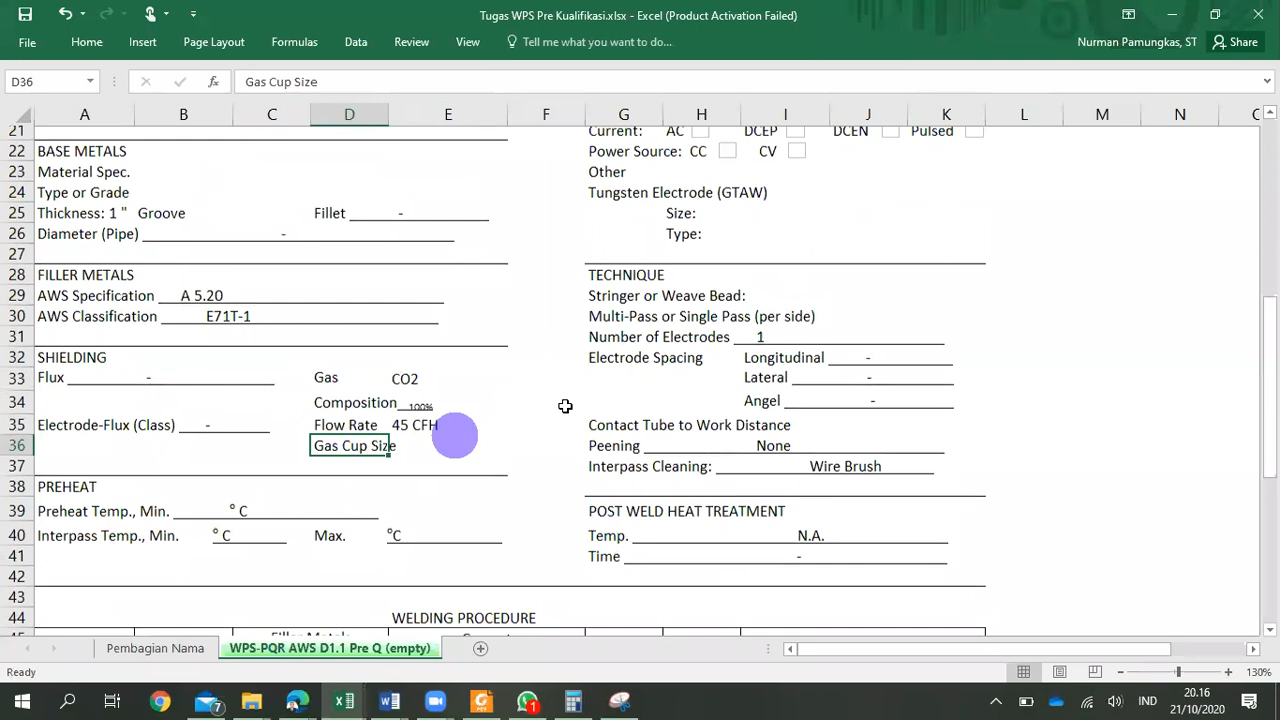 Tugas WPS Pre Kualifikasi.xlsx - Excel (Product Activation Failed)
File Home Insert Page Layout Formulas Data Review View Tell me what you want to do... Nurman Pamungkas, ST Share
D36 fx Gas Cup Size
A B C D E F G H I J K L M N
21 Current: AC DCEP DCEN Pulsed
22 BASE METALS Power Source: CC CV
23 Material Spec. Other
24 Type or Grade Tungsten Electrode (GTAW)
25 Thickness: 1 " Groove Fillet - Size:
26 Diameter (Pipe) - Type:
27
28 FILLER METALS TECHNIQUE
29 AWS Specification A 5.20 Stringer or Weave Bead:
30 AWS Classification E71T-1 Multi-Pass or Single Pass (per side)
31 Number of Electrodes 1
32 SHIELDING Electrode Spacing Longitudinal -
33 Flux - Gas CO2 Lateral -
34 Composition 100% Angel -
35 Electrode-Flux (Class) - Flow Rate 45 CFH Contact Tube to Work Distance
36 Gas Cup Size Peening None
37 Interpass Cleaning: Wire Brush
38 PREHEAT
39 Preheat Temp., Min. ° C POST WELD HEAT TREATMENT
40 Interpass Temp., Min. ° C Max. °C Temp. N.A.
41 Time -
42
43
44 WELDING PROCEDURE
Pembagian Nama WPS-PQR AWS D1.1 Pre Q (empty)
Ready 130%
7 1 IND 20.16
21/10/2020